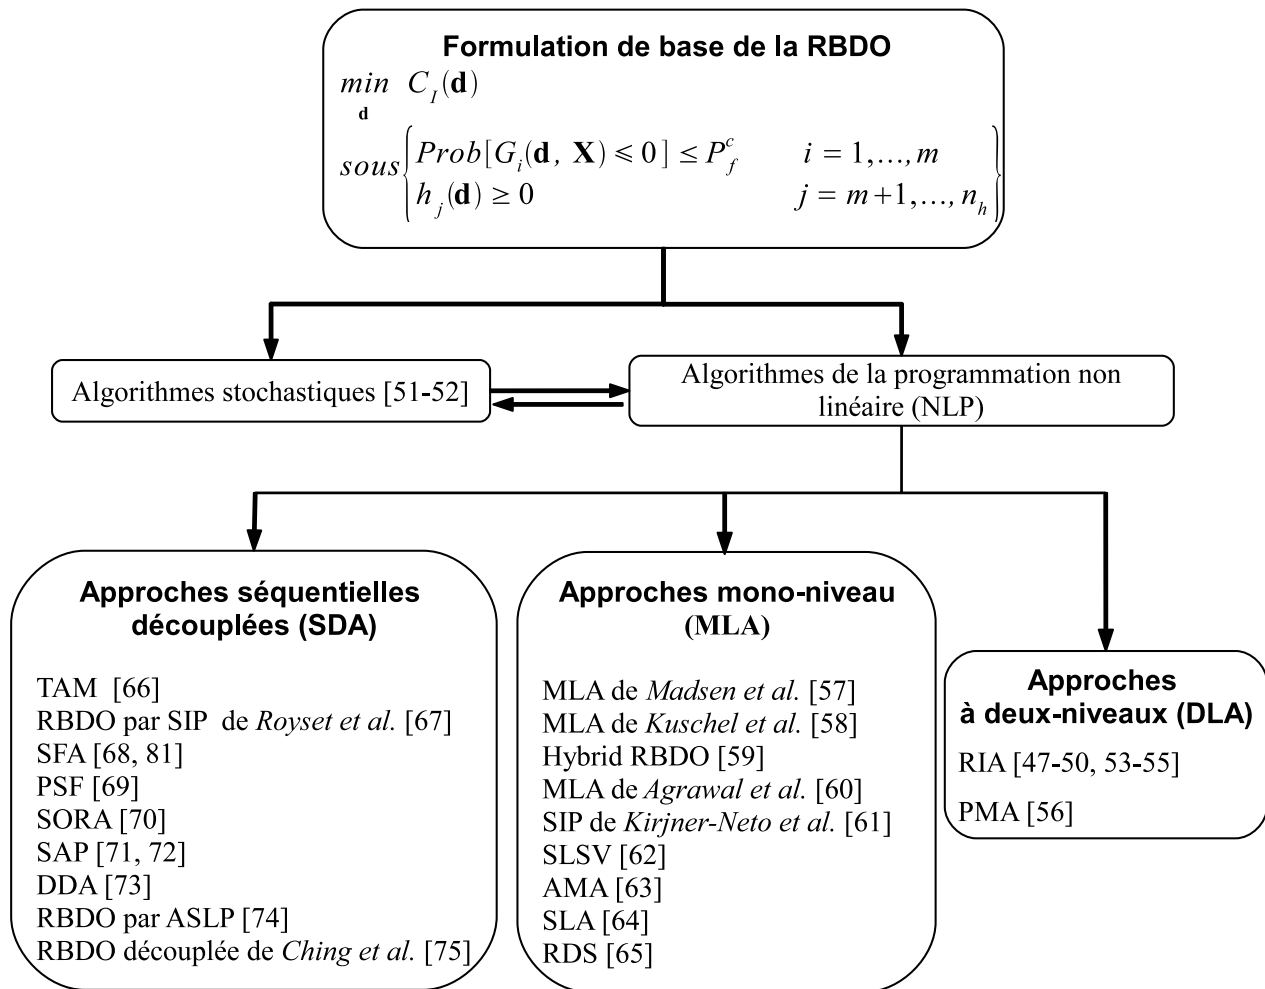 Formulation de base de la RBDO
min C_I(d)
d
sous { Prob[G_i(d, X) ⩽ 0] ≤ P_f^c i = 1,…,m
h_j(d) ≥ 0 j = m+1,…,n_h }
Algorithmes stochastiques [51-52]
Algorithmes de la programmation non
linéaire (NLP)
Approches séquentielles
découplées (SDA)
TAM [66]
RBDO par SIP de Royset et al. [67]
SFA [68, 81]
PSF [69]
SORA [70]
SAP [71, 72]
DDA [73]
RBDO par ASLP [74]
RBDO découplée de Ching et al. [75]
Approches mono-niveau
(MLA)
MLA de Madsen et al. [57]
MLA de Kuschel et al. [58]
Hybrid RBDO [59]
MLA de Agrawal et al. [60]
SIP de Kirjner-Neto et al. [61]
SLSV [62]
AMA [63]
SLA [64]
RDS [65]
Approches
à deux-niveaux (DLA)
RIA [47-50, 53-55]
PMA [56]